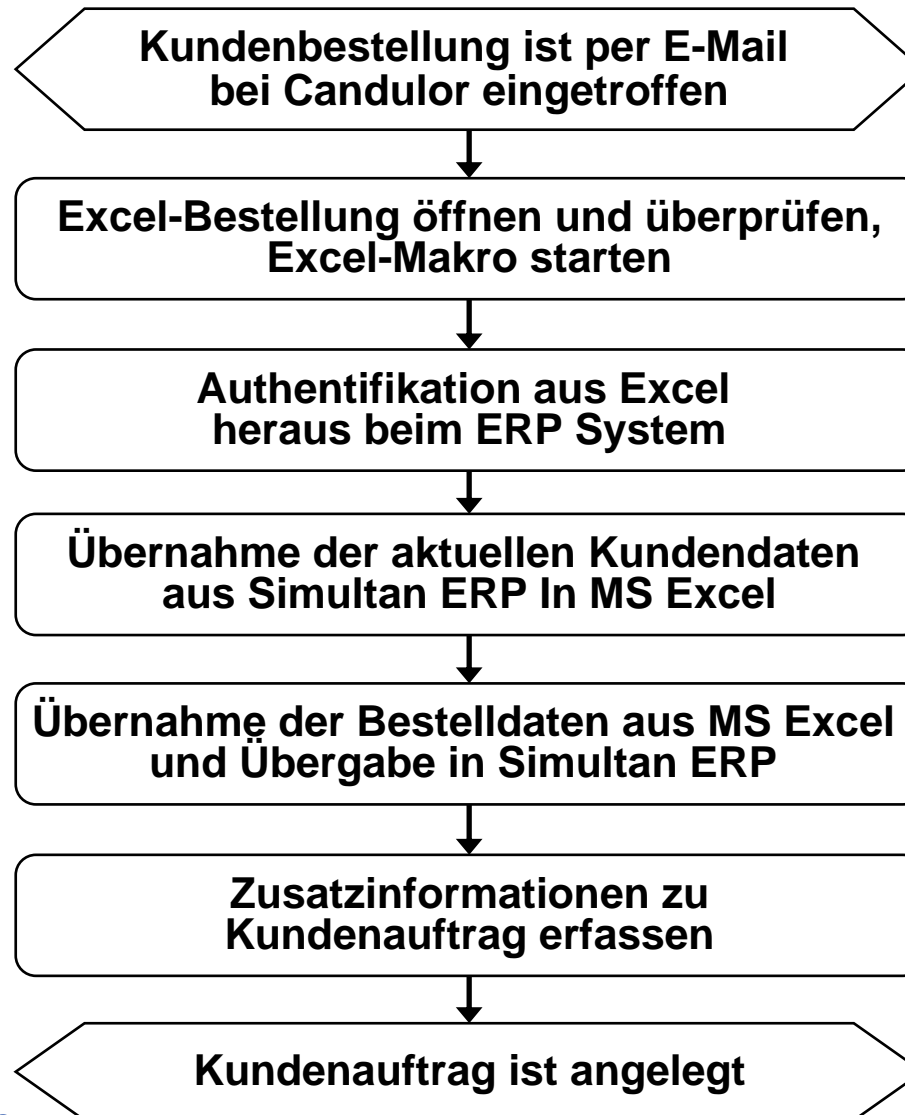 Kundenbestellung ist per E-Mail
bei Candulor eingetroffen
Excel-Bestellung öffnen und überprüfen,
Excel-Makro starten
Authentifikation aus Excel
heraus beim ERP System
Übernahme der aktuellen Kundendaten
aus Simultan ERP In MS Excel
Übernahme der Bestelldaten aus MS Excel
und Übergabe in Simultan ERP
Zusatzinformationen zu
Kundenauftrag erfassen
Kundenauftrag ist angelegt